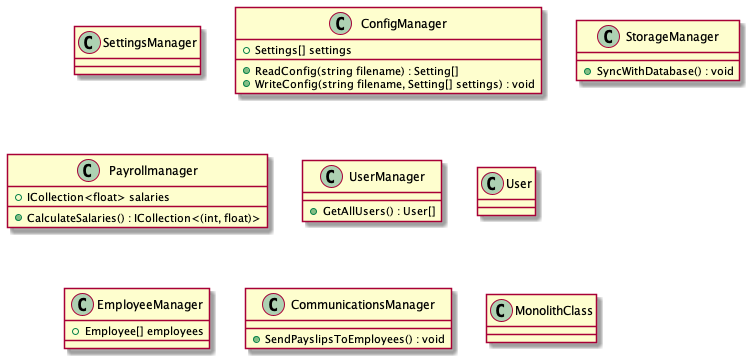 C SettingsManager
C ConfigManager
Settings[] settings
ReadConfig(string filename) : Setting[]
WriteConfig(string filename, Setting[] settings) : void
C StorageManager
SyncWithDatabase() : void
C Payrollmanager
ICollection<float> salaries
CalculateSalaries() : ICollection<(int, float)>
C UserManager
GetAllUsers() : User[]
C User
C EmployeeManager
Employee[] employees
C CommunicationsManager
SendPayslipsToEmployees() : void
C MonolithClass